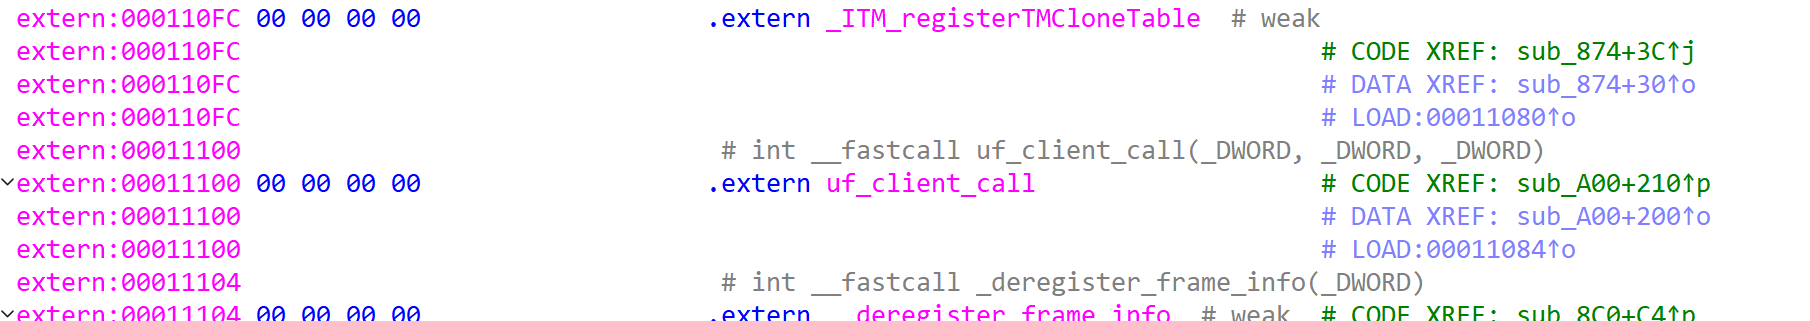 extern:000110FC 00 00 00 00 .extern _ITM_registerTMCloneTable # weak
extern:000110FC # CODE XREF: sub_874+3C↑j
extern:000110FC # DATA XREF: sub_874+30↑o
extern:000110FC # LOAD:00011080↑o
extern:00011100 # int __fastcall uf_client_call(_DWORD, _DWORD, _DWORD)
extern:00011100 00 00 00 00 .extern uf_client_call # CODE XREF: sub_A00+210↑p
extern:00011100 # DATA XREF: sub_A00+200↑o
extern:00011100 # LOAD:00011084↑o
extern:00011104 # int __fastcall _deregister_frame_info(_DWORD)
extern:00011104 00 00 00 00 .extern __deregister_frame_info # weak # CODE XREF: sub_8C0+C4↑p